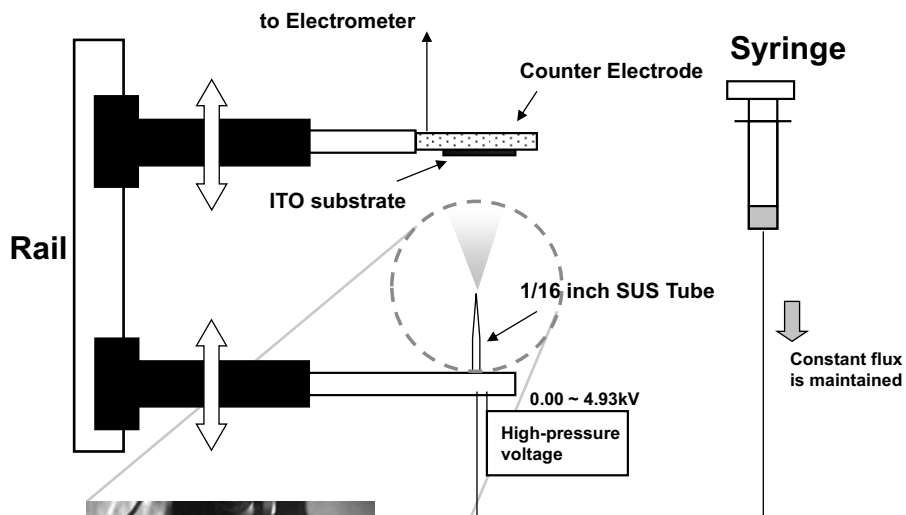 to Electrometer
Syringe
Counter Electrode
ITO substrate
Rail
1/16 inch SUS Tube
Constant flux
is maintained
0.00 ~ 4.93kV
High-pressure
voltage